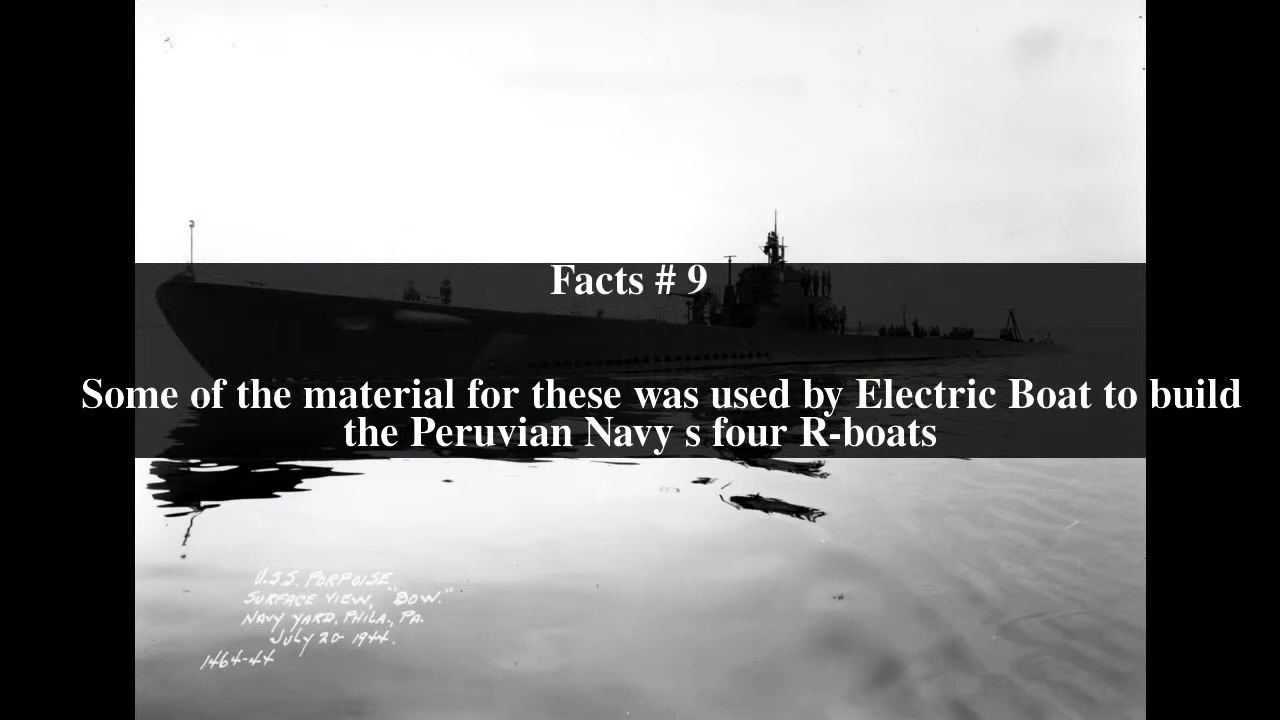 Facts # 9
Some of the material for these was used by Electric Boat to build
the Peruvian Navy s four R-boats
U.S.S. PORPOISE
SURFACE VIEW, "BOW."
NAVY YARD, PHILA., PA.
JULY 20 1944.
1464-44